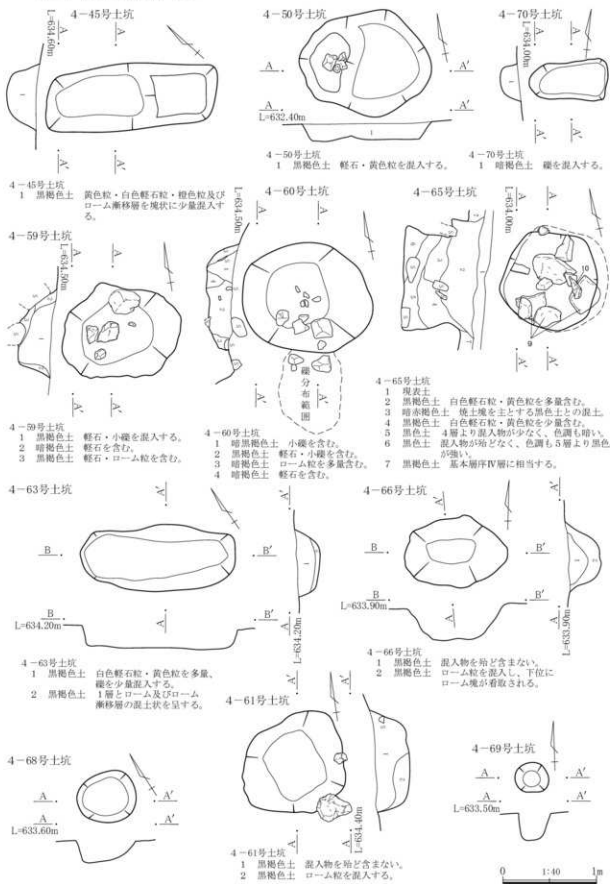 4-45号土坑
L=634.60m
A A
A' A'
4-45号土坑
1 黒褐色土 黄色粒・白色軽石粒・橙色粒及び
ローム漸移層を塊状に少量混入す
る。
4-50号土坑
A A'
A A'
L=632.40m
1
4-50号土坑
1 黒褐色土 軽石・黄色粒を混入する。
4-70号土坑
L=634.00m
A A
1
A' A'
4-70号土坑
1 暗褐色土 礫を混入する。
4-59号土坑
L=634.50m
A A
A' A'
4-59号土坑
1 黒褐色土 軽石・小礫を混入する。
2 暗褐色土 軽石を含む。
3 黒褐色土 軽石・ローム粒を含む。
4-60号土坑
L=634.50m
A A
礫分布範囲
A' A'
4-60号土坑
1 暗黒褐色土 小礫を含む。
2 黒褐色土 軽石・小礫を含む。
3 暗褐色土 ローム粒を多量含む。
4 暗褐色土 軽石を含む。
4-65号土坑
L=634.00m
A A
10
9
A' A'
4-65号土坑
1 現表土
2 黒褐色土 白色軽石粒・黄色粒を多量含む。
3 暗赤褐色土 焼土塊を主とする黒色土との混土。
4 黒褐色土 白色軽石粒・黄色粒を少量含む。
5 黒色土 4層より混入物が少なく、色調も暗い。
6 黒色土 混入物が殆どなく、色調も5層より黒色
が強い。
7 黒褐色土 基本層序Ⅳ層に相当する。
4-63号土坑
A'
B B'
B B'
L=634.20m
A
A'
A
L=634.20m
4-63号土坑
1 黒褐色土 白色軽石粒・黄色粒を多量、
礫を少量混入する。
2 黒褐色土 1層とローム及びローム
漸移層の混土状を呈する。
4-66号土坑
A'
B B'
B B'
L=633.90m
A
A'
A
L=633.90m
4-66号土坑
1 黒褐色土 混入物を殆ど含まない。
2 黒褐色土 ローム粒を混入し、下位に
ローム塊が看取される。
4-68号土坑
A A'
A A'
L=633.60m
4-61号土坑
A' A'
A A
L=634.40m
4-61号土坑
1 黒褐色土 混入物を殆ど含まない。
2 黒褐色土 ローム粒を混入する。
4-69号土坑
A A'
A A'
L=633.50m
0 1:40 1m